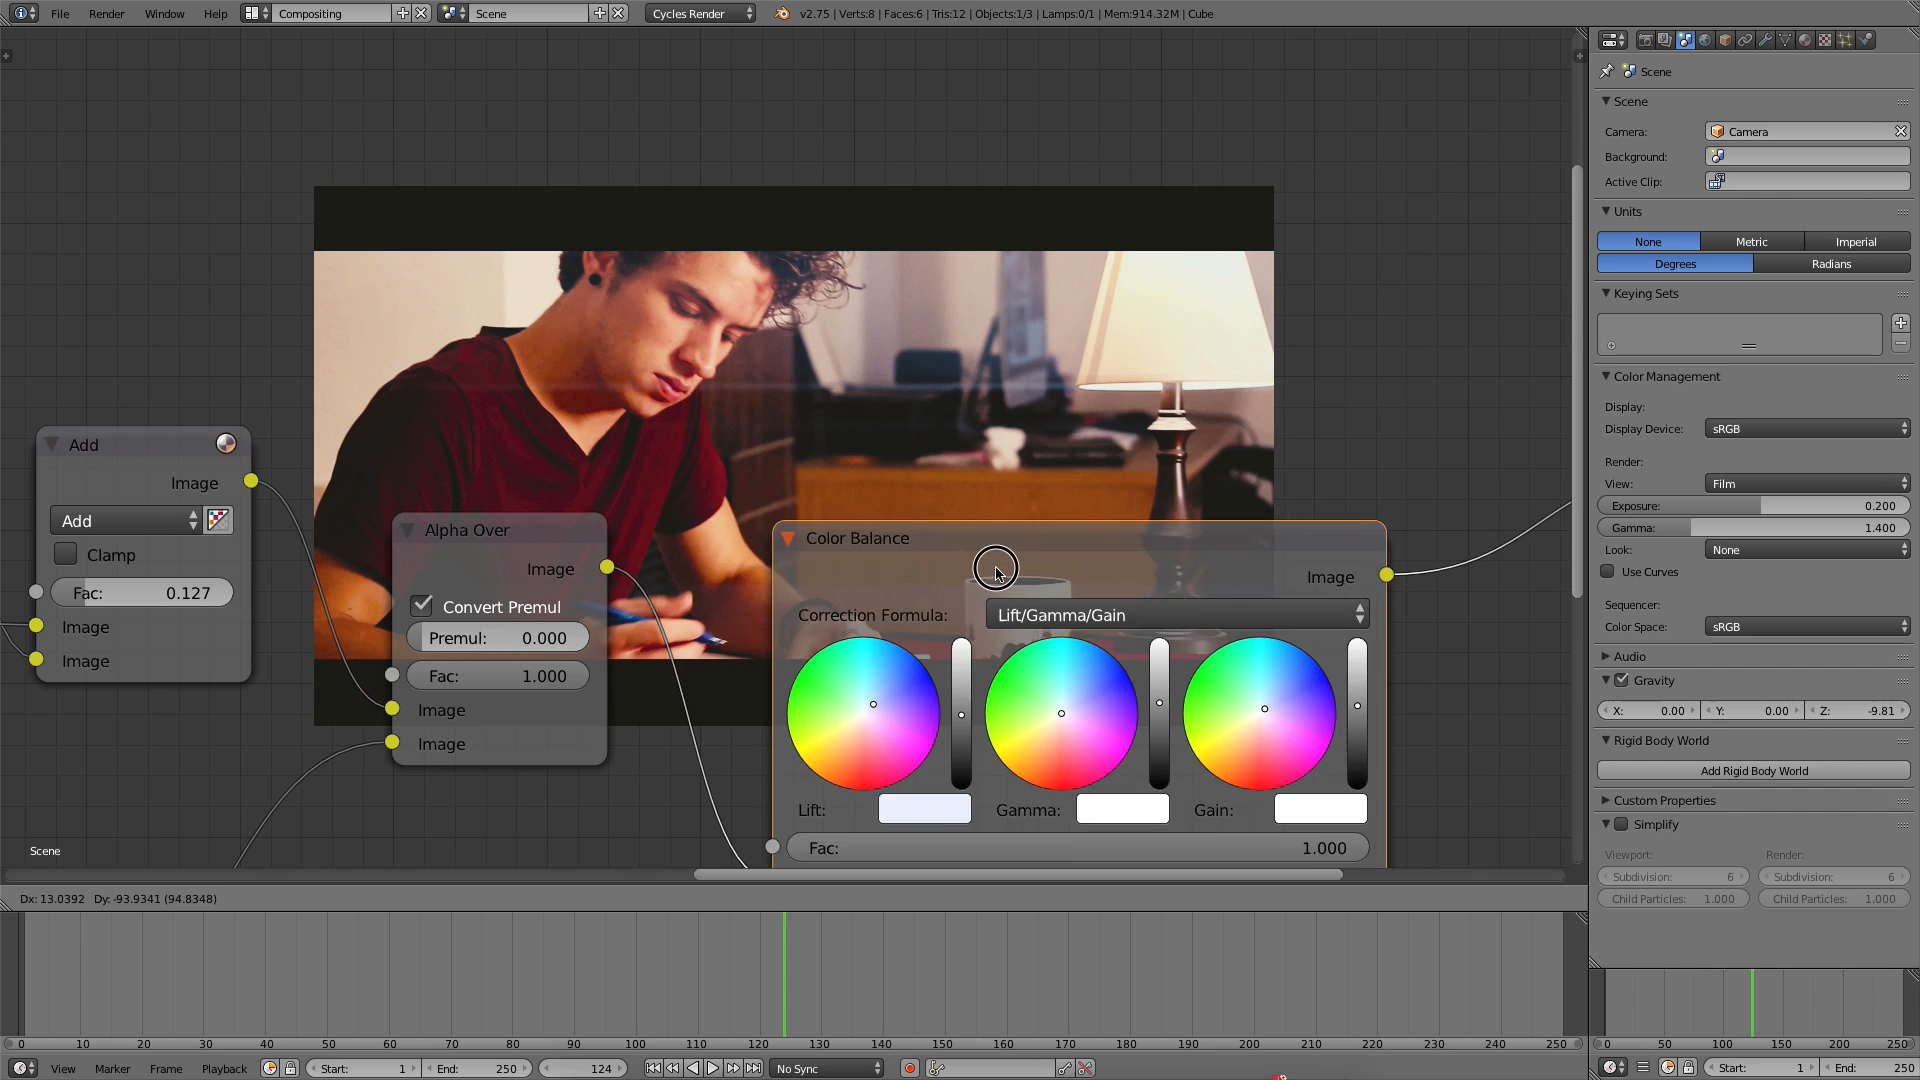 File Render Window Help Compositing Scene Cycles Render v2.75 | Verts:8 | Faces:6 | Tris:12 | Objects:1/3 | Lamps:0/1 | Mem:914.32M | Cube
Scene
Scene
Camera: Camera
Background:
Active Clip:
Units
None Metric Imperial
Degrees Radians
Keying Sets
Color Management
Display:
Display Device: sRGB
Render:
View: Film
Exposure: 0.200
Gamma: 1.400
Look: None
Use Curves
Sequencer:
Color Space: sRGB
Audio
Gravity
X: 0.00 Y: 0.00 Z: -9.81
Rigid Body World
Add Rigid Body World
Custom Properties
Simplify
Viewport: Render:
Subdivision: 6 Subdivision: 6
Child Particles: 1.000 Child Particles: 1.000
Add
Image
Add
Clamp
Fac: 0.127
Image
Image
Alpha Over
Image
Convert Premul
Premul: 0.000
Fac: 1.000
Image
Image
Color Balance
Image
Correction Formula: Lift/Gamma/Gain
Lift: Gamma: Gain:
Fac: 1.000
Scene
Dx: 13.0392 Dy: -93.9341 (94.8348)
0 10 20 30 40 50 60 70 80 90 100 110 120 130 140 150 160 170 180 190 200 210 220 230 240 250
0 50 100 150 200 250
View Marker Frame Playback Start: 1 End: 250 124 No Sync
Start: 1 End: 250